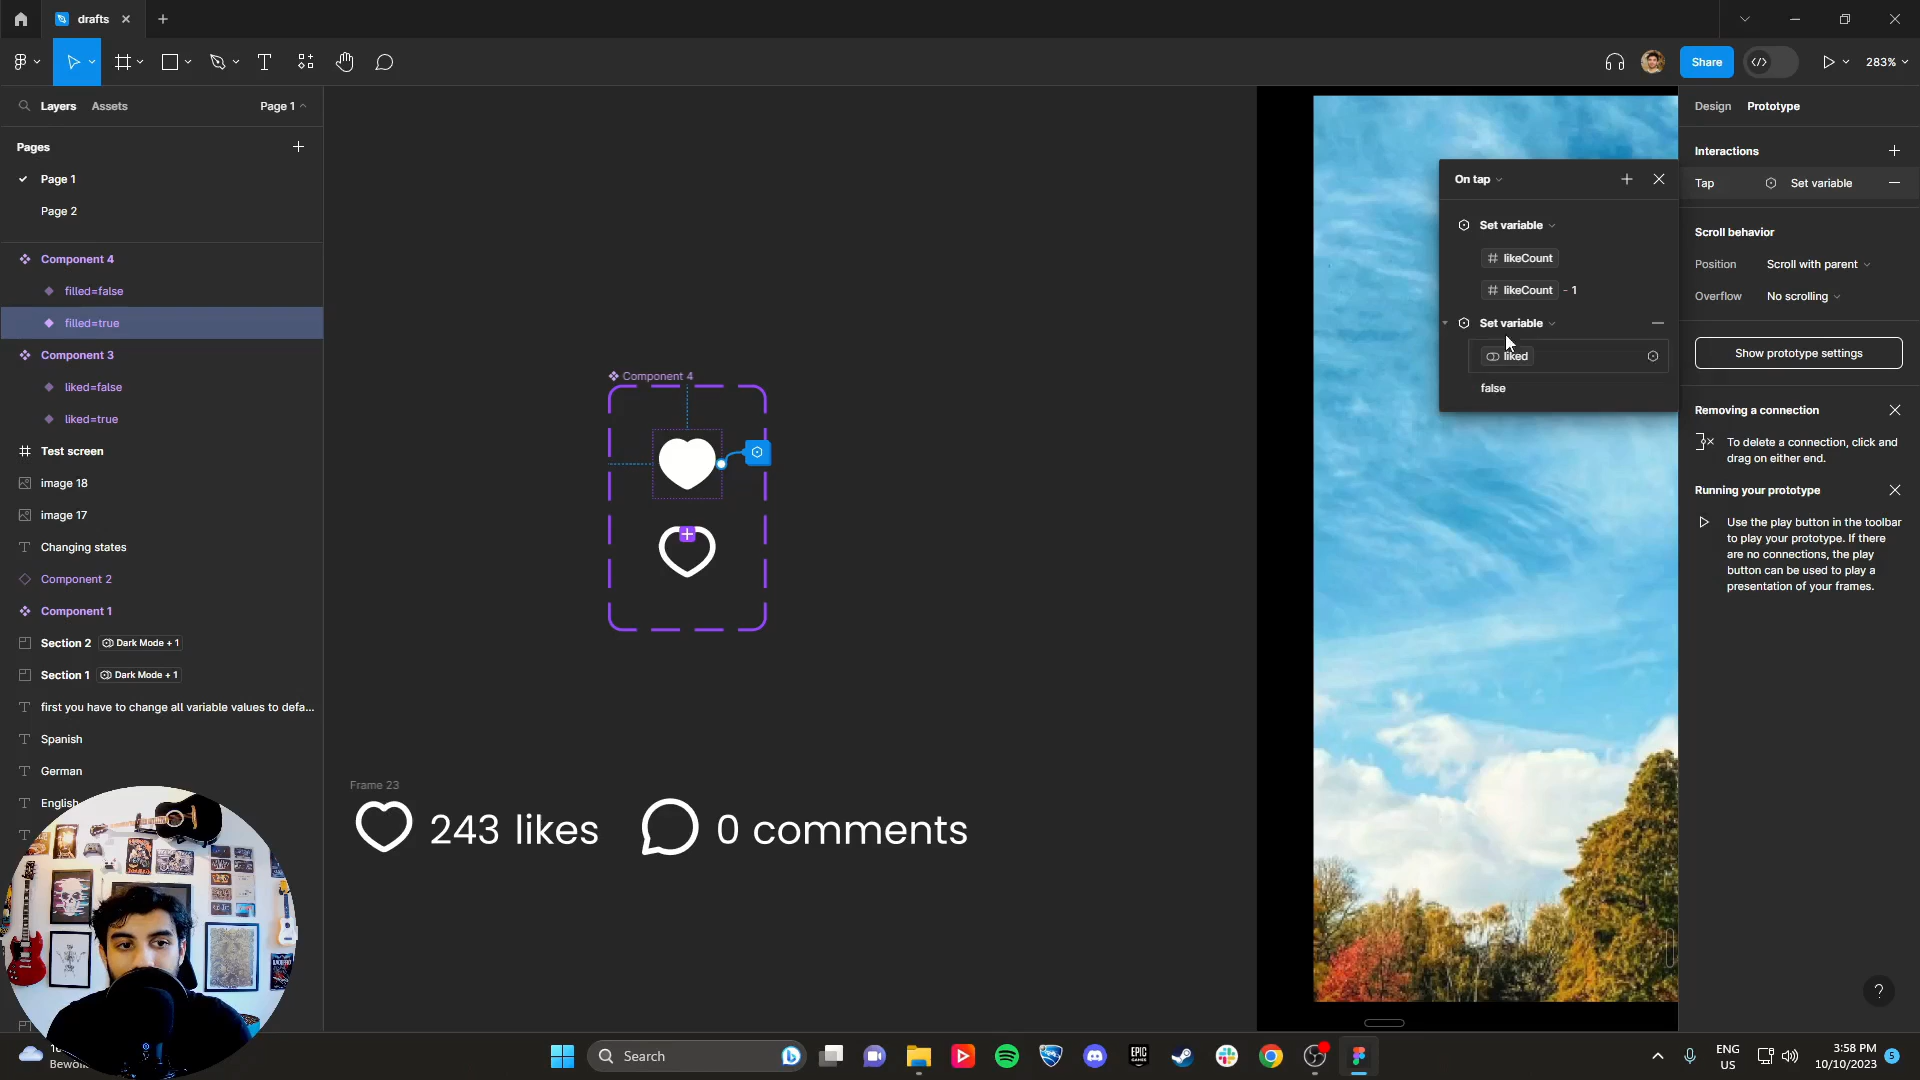 drafts
Share
283%
Layers
Assets
Page 1
Pages
Page 1
Page 2
Component 4
filled=false
filled=true
Component 3
liked=false
liked=true
Test screen
image 18
image 17
Changing states
Component 2
Component 1
Section 2
Dark Mode + 1
Section 1
Dark Mode + 1
first you have to change all variable values to defa...
Spanish
German
English
Component 4
Frame 23
243 likes
0 comments
On tap
Set variable
likeCount
likeCount - 1
Set variable
liked
false
Design
Prototype
Interactions
Tap
Set variable
Scroll behavior
Position
Scroll with parent
Overflow
No scrolling
Show prototype settings
Removing a connection
To delete a connection, click and
drag on either end.
Running your prototype
Use the play button in the toolbar
to play your prototype. If there
are no connections, the play
button can be used to play a
presentation of your frames.
?
Search
EPIC
GAMES
ENG
US
3:58 PM
10/10/2023
5